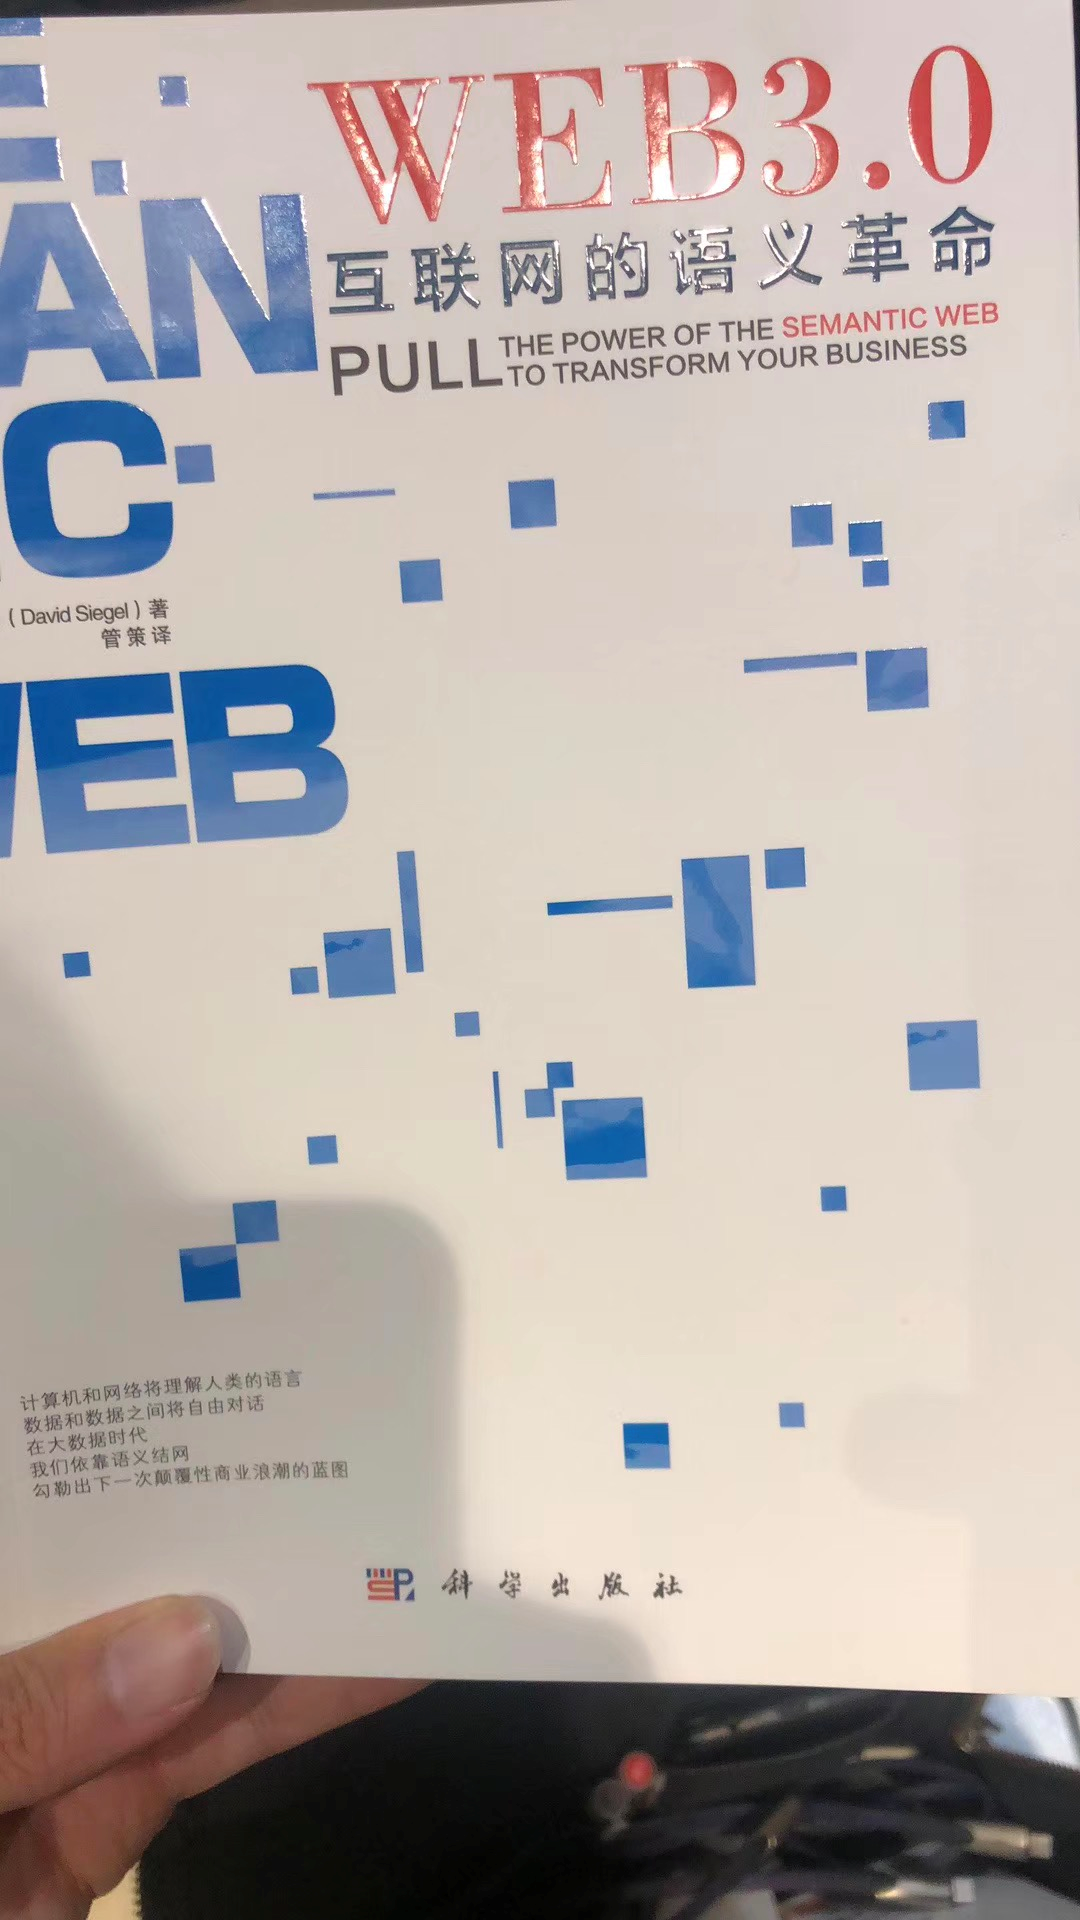 WEB3.0
互联网的语义革命
PULL THE POWER OF THE SEMANTIC WEB
TO TRANSFORM YOUR BUSINESS
E
AN
C
(David Siegel)著
管策译
WEB
计算机和网络将理解人类的语言
数据和数据之间将自由对话
在大数据时代
我们依靠语义结网
勾勒出下一次颠覆性商业浪潮的蓝图
SP 科学出版社